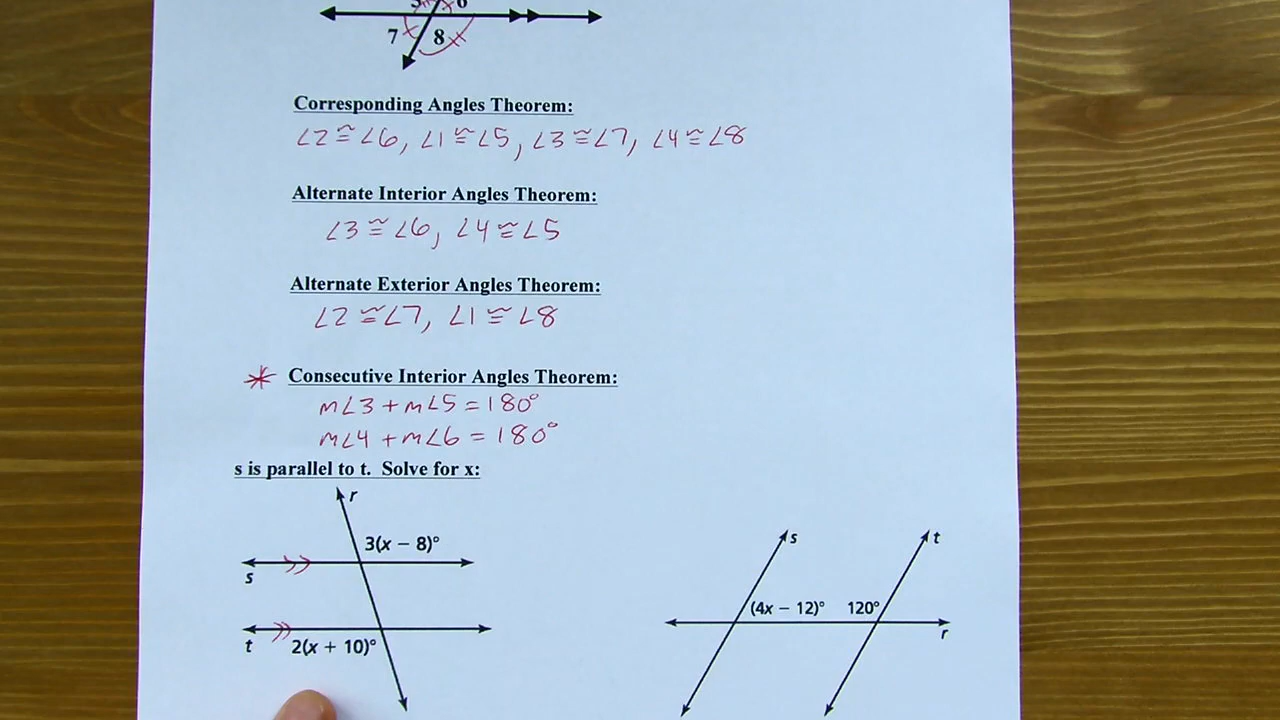 7 8
Corresponding Angles Theorem:
∠2 ≅ ∠6, ∠1 ≅ ∠5, ∠3 ≅ ∠7, ∠4 ≅ ∠8
Alternate Interior Angles Theorem:
∠3 ≅ ∠6, ∠4 ≅ ∠5
Alternate Exterior Angles Theorem:
∠2 ≅ ∠7, ∠1 ≅ ∠8
* Consecutive Interior Angles Theorem:
m∠3 + m∠5 = 180°
m∠4 + m∠6 = 180°
s is parallel to t. Solve for x:
r
3(x − 8)°
s
t 2(x + 10)°
s t
(4x − 12)° 120°
r